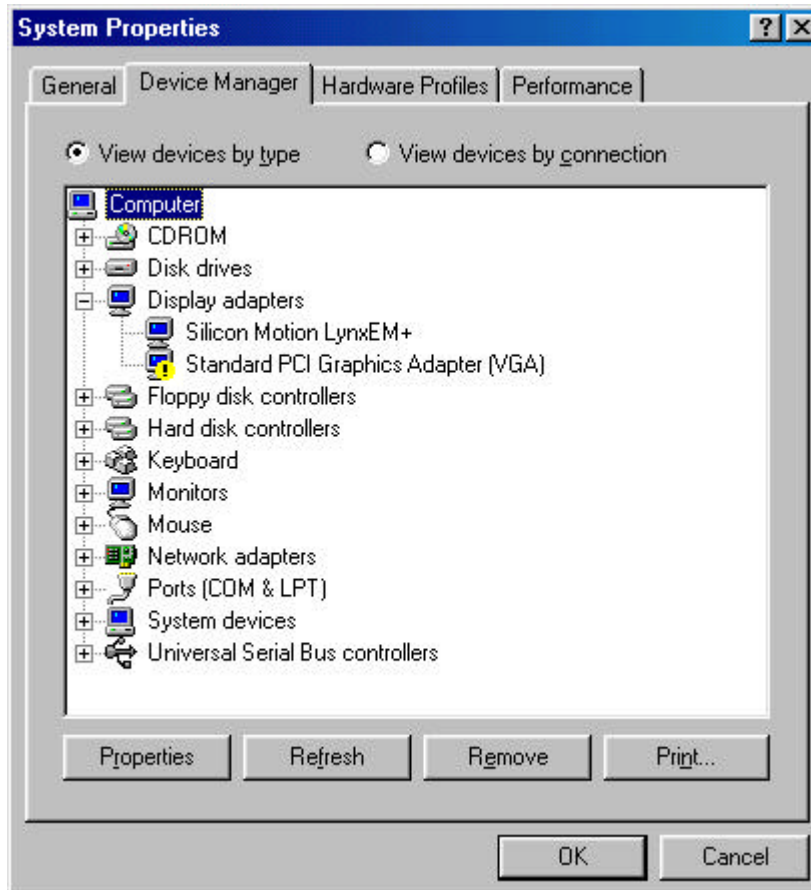 System Properties
General Device Manager Hardware Profiles Performance
View devices by type View devices by connection
Computer
CDROM
Disk drives
Display adapters
Silicon Motion LynxEM+
Standard PCI Graphics Adapter (VGA)
Floppy disk controllers
Hard disk controllers
Keyboard
Monitors
Mouse
Network adapters
Ports (COM & LPT)
System devices
Universal Serial Bus controllers
Properties Refresh Remove Print...
OK Cancel